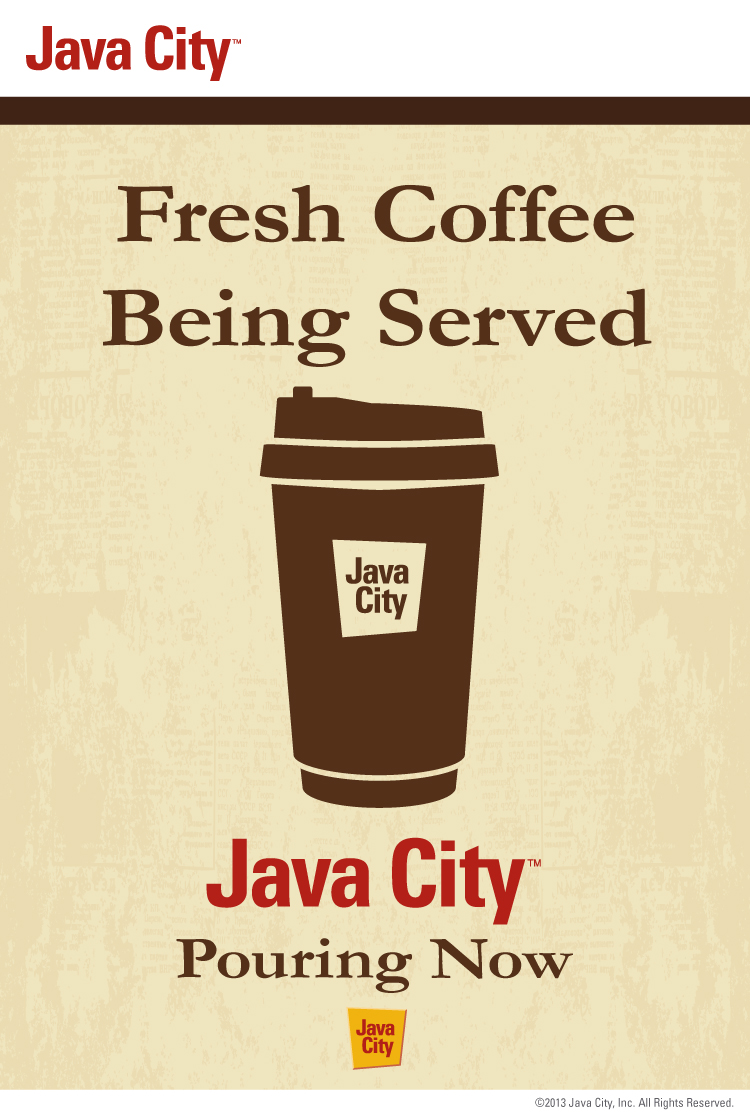 Java City™
Fresh Coffee
Being Served
Java
City
Java City™
Pouring Now
Java
City
©2013 Java City, Inc. All Rights Reserved.